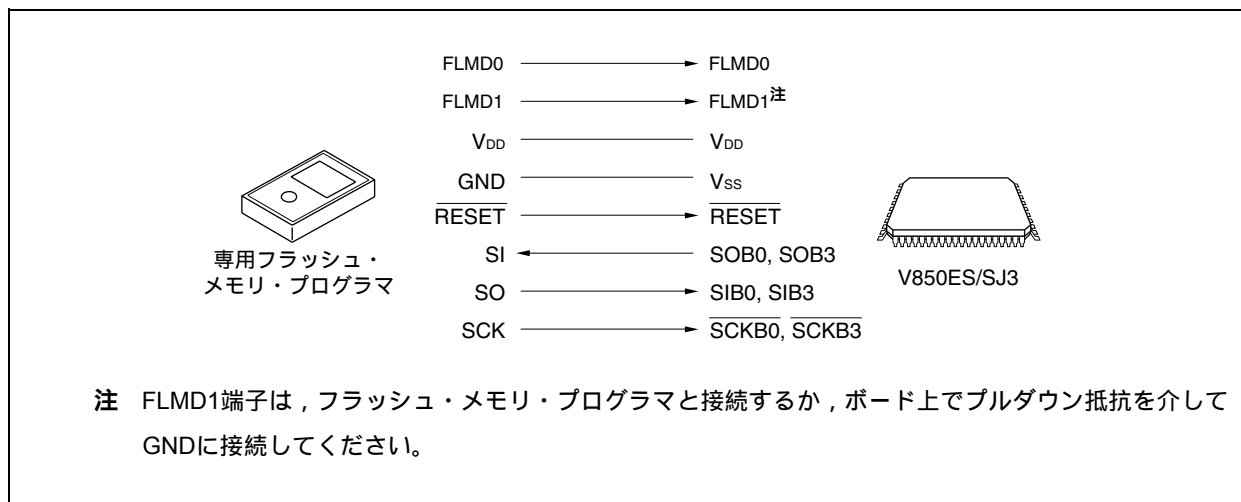 FLMD0 FLMD0
FLMD1 FLMD1注
VDD VDD
GND VSS
RESET RESET
SI SOB0, SOB3
SO SIB0, SIB3
SCK SCKB0, SCKB3
専用フラッシュ・
メモリ・プログラマ
V850ES/SJ3
注 FLMD1端子は，フラッシュ・メモリ・プログラマと接続するか，ボード上でプルダウン抵抗を介して
GNDに接続してください。